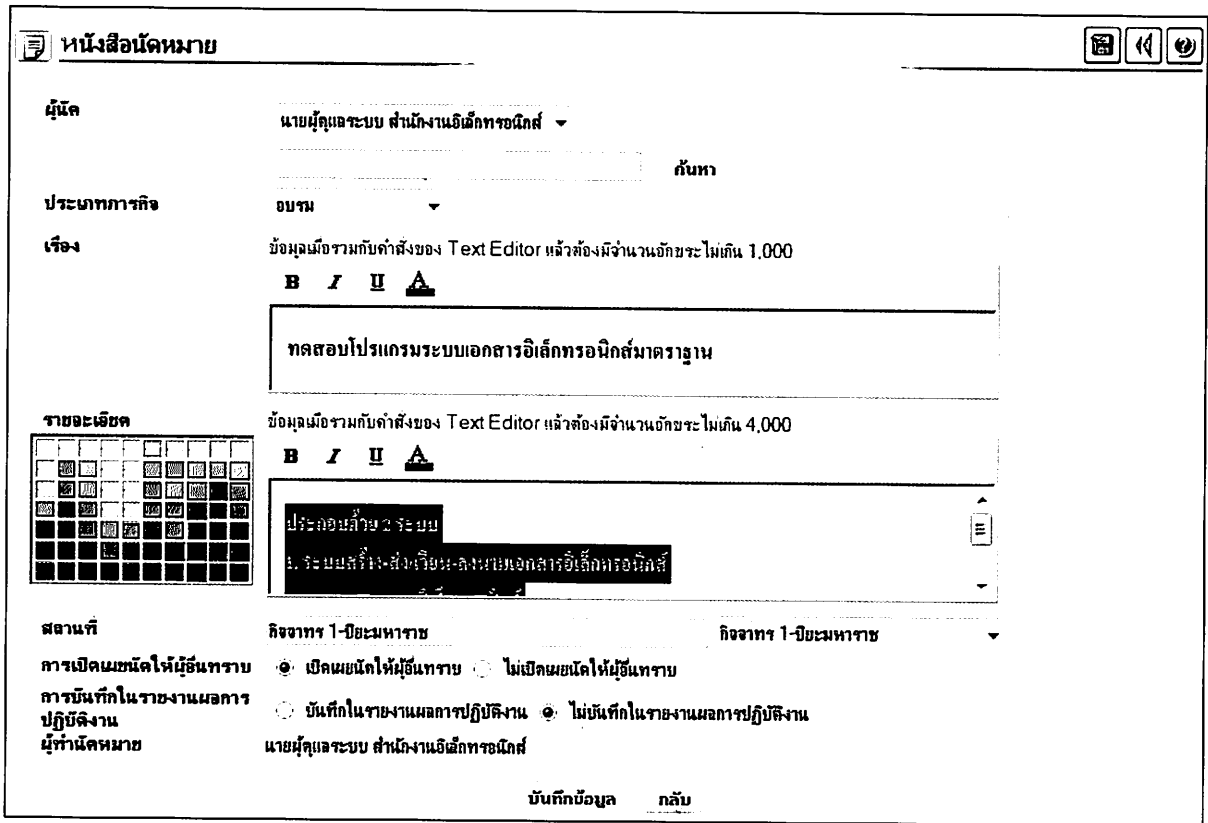 หนังสือนัดหมาย
ผู้นัด
นายผู้ดูแลระบบ สำนักงานอิเล็กทรอนิกส์
ค้นหา
ประเภทภารกิจ อบรม
เรื่อง ข้อมูลเมื่อรวมกับคำสั่งของ Text Editor แล้วต้องมีจำนวนอักขระไม่เกิน 1,000
B I U A
ทดสอบโปรแกรมระบบเอกสารอิเล็กทรอนิกส์มาตราฐาน
รายละเอียด ข้อมูลเมื่อรวมกับคำสั่งของ Text Editor แล้วต้องมีจำนวนอักขระไม่เกิน 4,000
B I U A
ประกอบด้วย 2 ระบบ
1. ระบบสร้าง-ส่งเวียน-ลงนามเอกสารอิเล็กทรอนิกส์
สถานที่ กิจจาทร 1-ปิยะมหาราช กิจจาทร 1-ปิยะมหาราช
การเปิดเผยนัดให้ผู้อื่นทราบ เปิดเผยนัดให้ผู้อื่นทราบ ไม่เปิดเผยนัดให้ผู้อื่นทราบ
การบันทึกในรายงานผลการ
ปฏิบัติงาน บันทึกในรายงานผลการปฏิบัติงาน ไม่บันทึกในรายงานผลการปฏิบัติงาน
ผู้ทำนัดหมาย นายผู้ดูแลระบบ สำนักงานอิเล็กทรอนิกส์
บันทึกข้อมูล กลับ